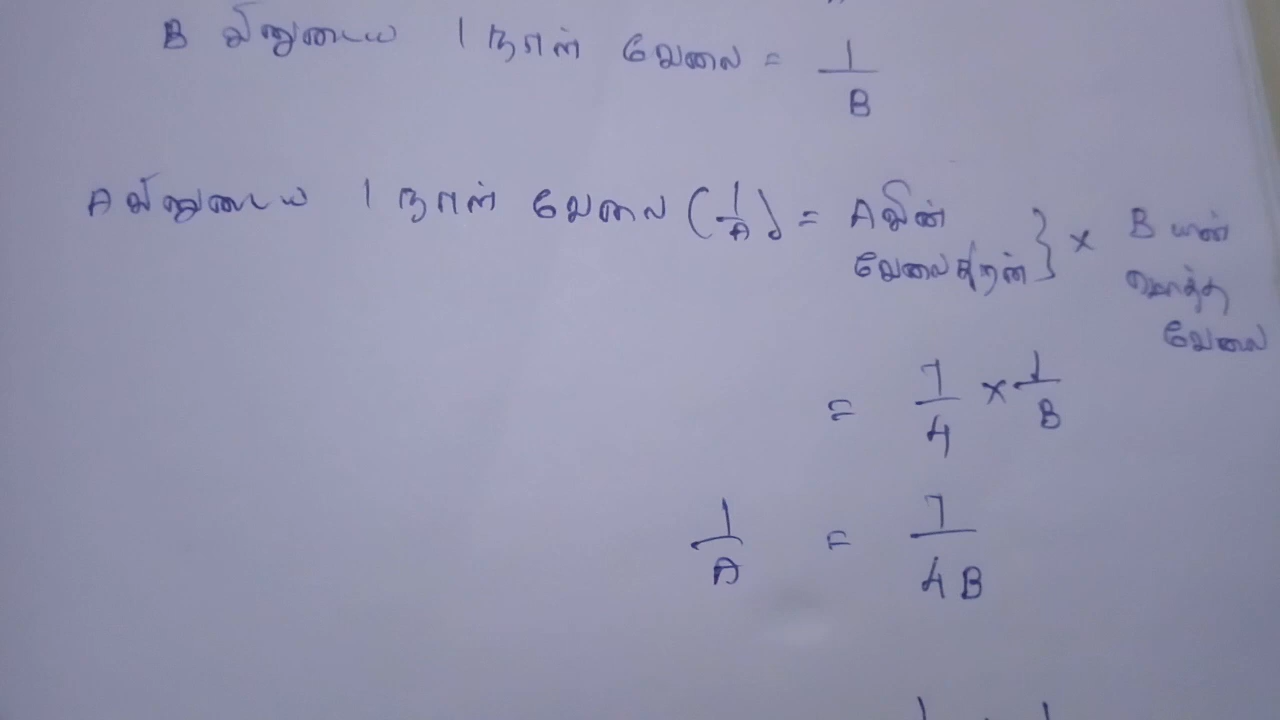 B யினுடைய 1 நாள் வேலை = 1/B
A யினுடைய 1 நாள் வேலை (1/A) = A யின் வேலைதிறன் } × B யின் மொத்த வேலை
= 7/4 × 1/B
1/A = 7/4B